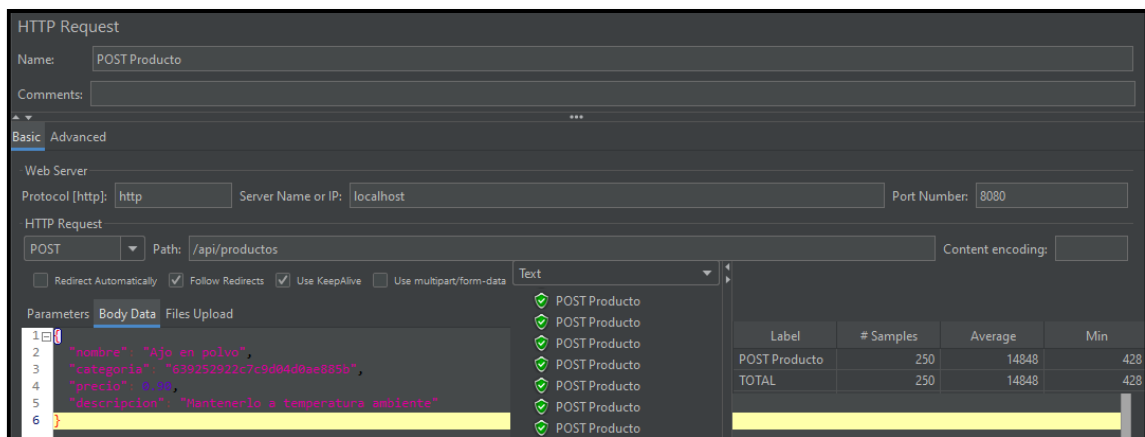 HTTP Request
Name: POST Producto
Comments:
Basic Advanced
Web Server
Protocol [http]: http Server Name or IP: localhost Port Number: 8080
HTTP Request
POST Path: /api/productos Content encoding:
Redirect Automatically Follow Redirects Use KeepAlive Use multipart/form-data
Parameters Body Data Files Upload
1 {
2 "nombre": "Ajo en polvo",
3 "categoria": "639252922c7c9d04d0ae885b",
4 "precio": 0.90,
5 "descripcion": "Mantenerlo a temperatura ambiente"
6 }
Text
POST Producto
POST Producto
POST Producto
POST Producto
POST Producto
POST Producto
POST Producto
Label # Samples Average Min
POST Producto 250 14848 428
TOTAL 250 14848 428